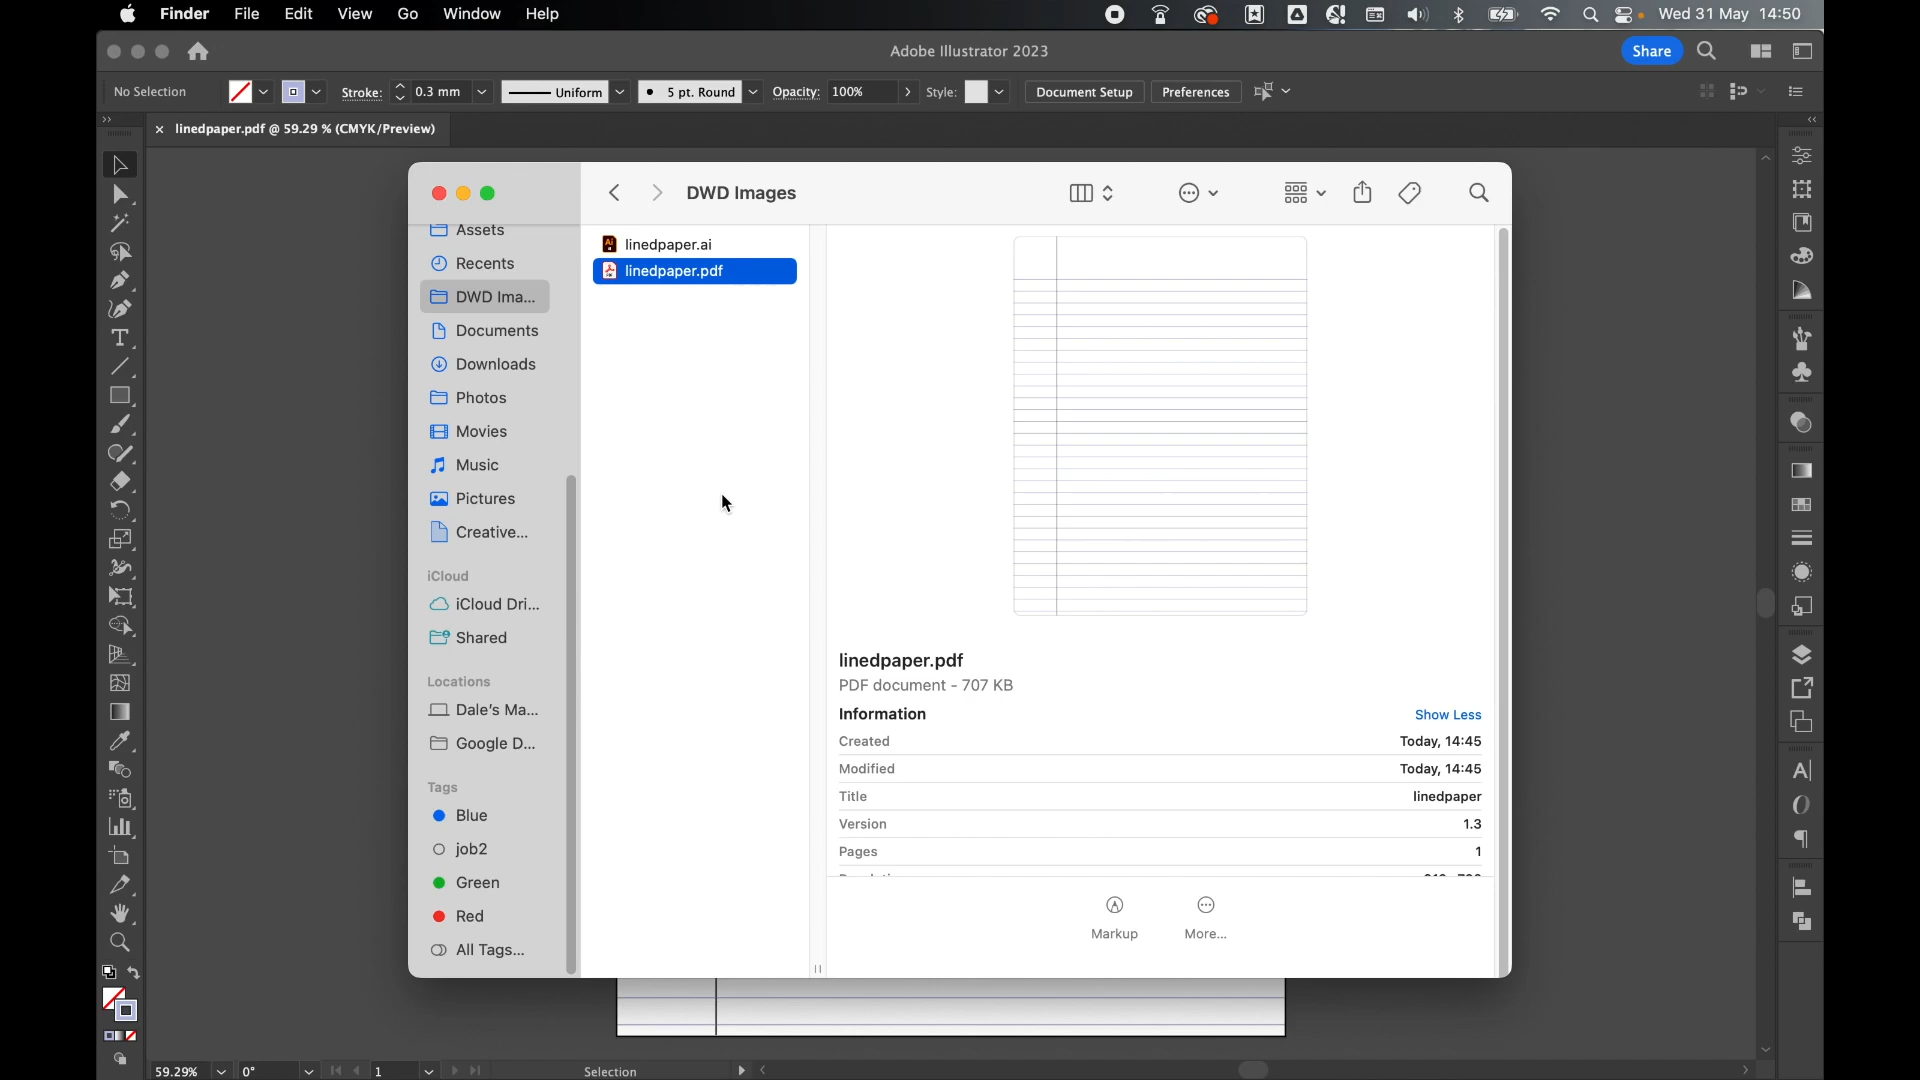 Finder File Edit View Go Window Help Wed 31 May 14:50
Adobe Illustrator 2023 Share
No Selection Stroke: 0.3 mm Uniform 5 pt. Round Opacity: 100% Style: Document Setup Preferences
× linedpaper.pdf @ 59.29 % (CMYK/Preview)
DWD Images
Assets
Recents
DWD Ima...
Documents
Downloads
Photos
Movies
Music
Pictures
Creative...
iCloud
iCloud Dri...
Shared
Locations
Dale's Ma...
Google D...
Tags
Blue
job2
Green
Red
All Tags...
linedpaper.ai
linedpaper.pdf
linedpaper.pdf
PDF document - 707 KB
Information Show Less
Created Today, 14:45
Modified Today, 14:45
Title linedpaper
Version 1.3
Pages 1
Markup More...
59.29% 0° 1 Selection